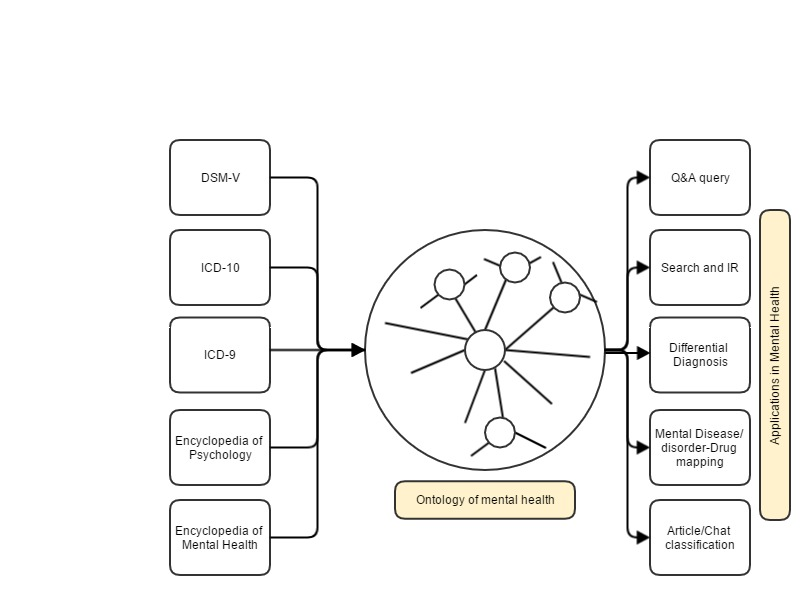 DSM-V
ICD-10
ICD-9
Encyclopedia of
Psychology
Encyclopedia of
Mental Health
Ontology of mental health
Q&A query
Search and IR
Differential
Diagnosis
Mental Disease/
disorder-Drug
mapping
Article/Chat
classification
Applications in Mental Health